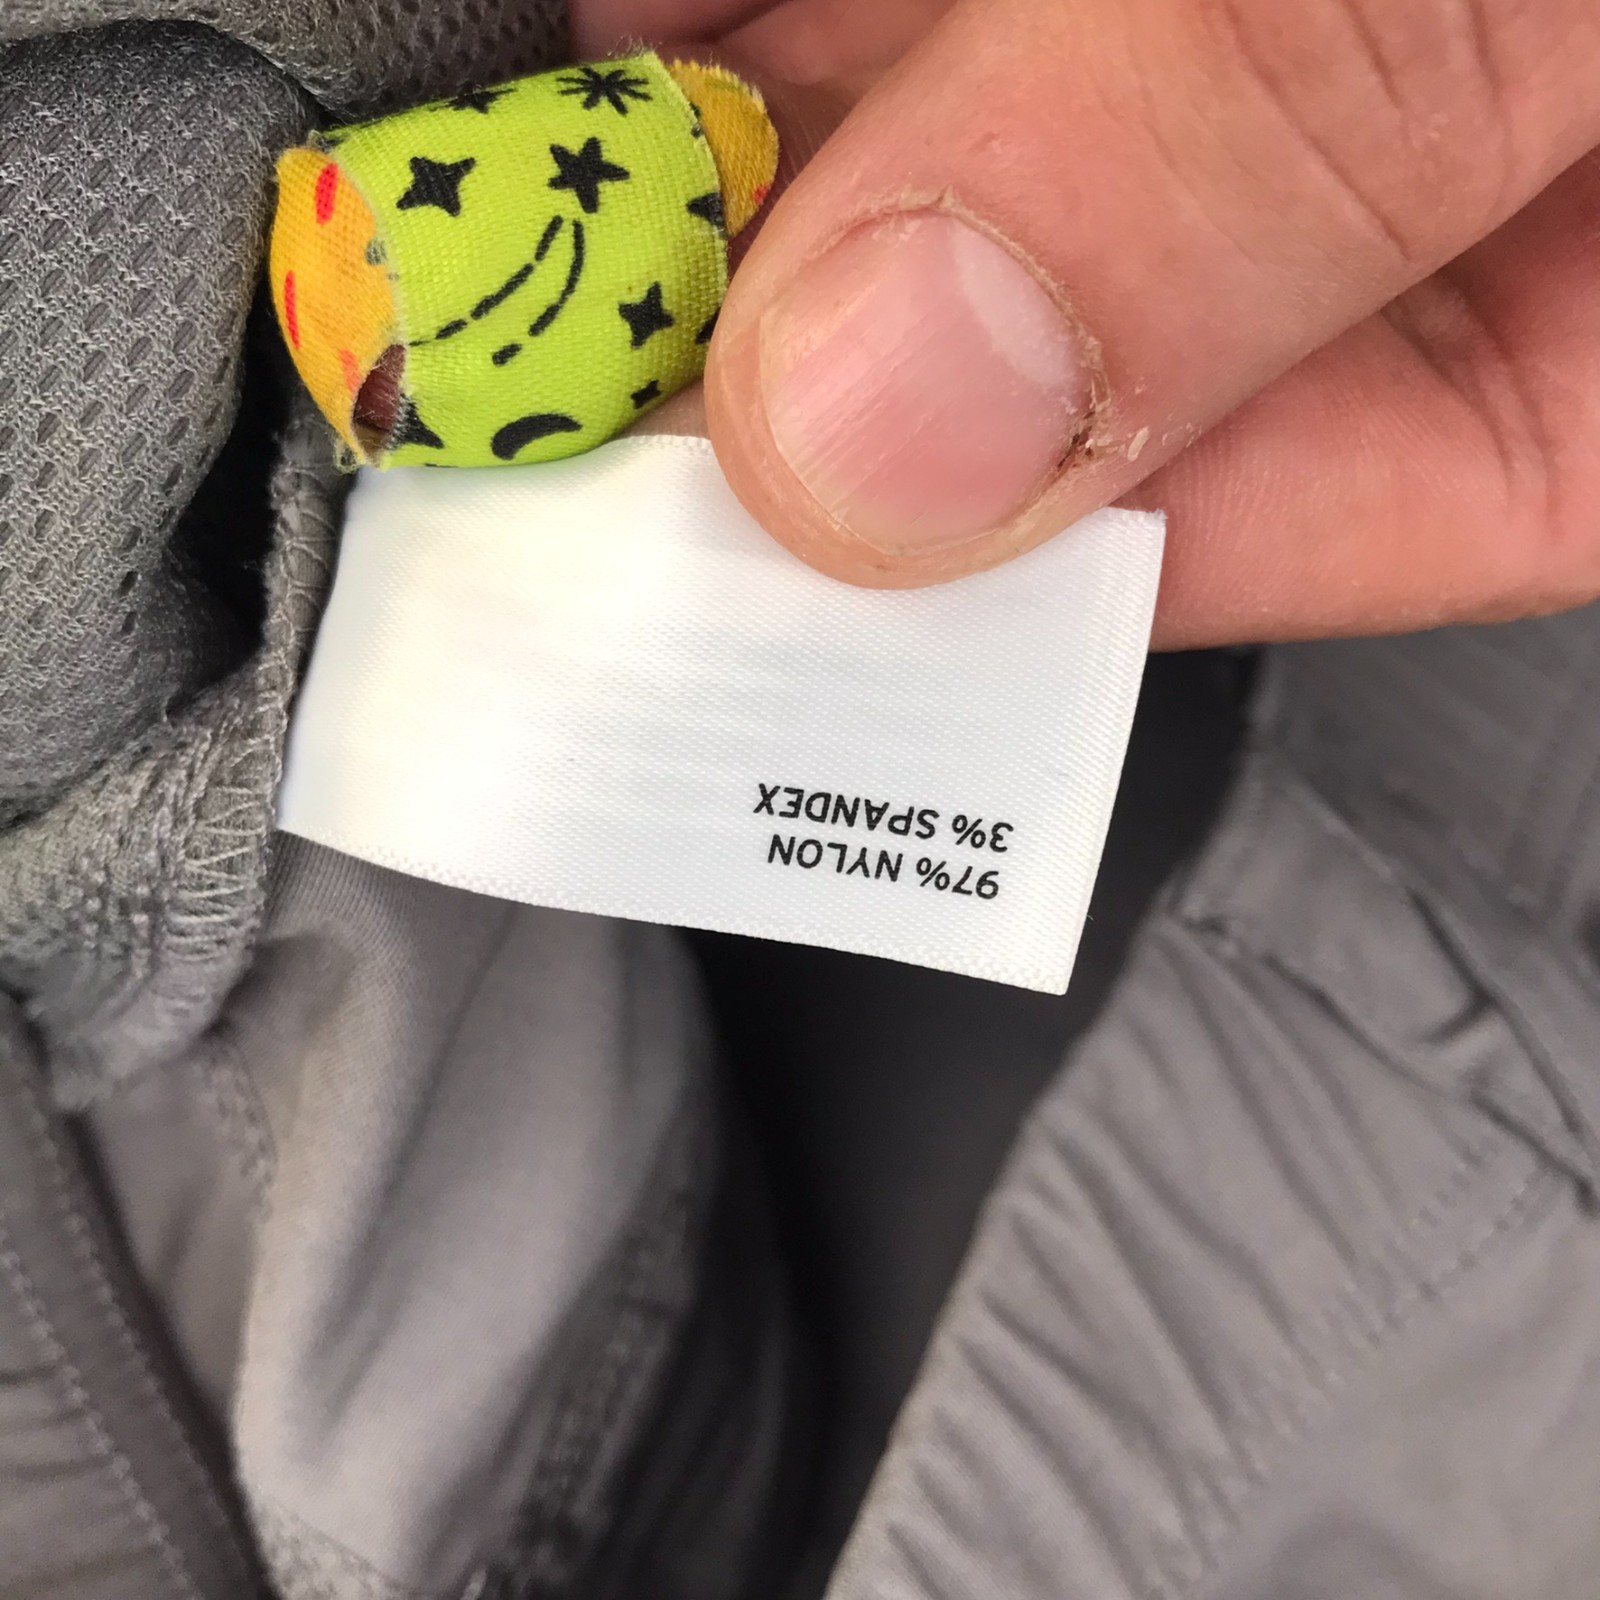 97% NYLON
3% SPANDEX